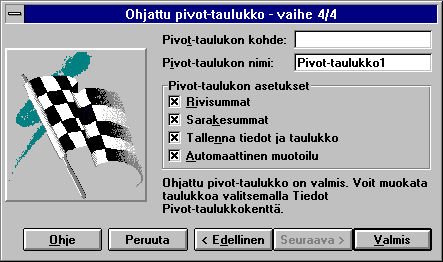 Ohjattu pivot-taulukko - vaihe 4/4
Pivot-taulukon kohde:
Pivot-taulukon nimi: Pivot-taulukko1
Pivot-taulukon asetukset
Rivisummat
Sarakesummat
Tallenna tiedot ja taulukko
Automaattinen muotoilu
Ohjattu pivot-taulukko on valmis. Voit muokata
taulukkoa valitsemalla Tiedot
Pivot-taulukkokenttä.
Ohje Peruuta < Edellinen Seuraava > Valmis